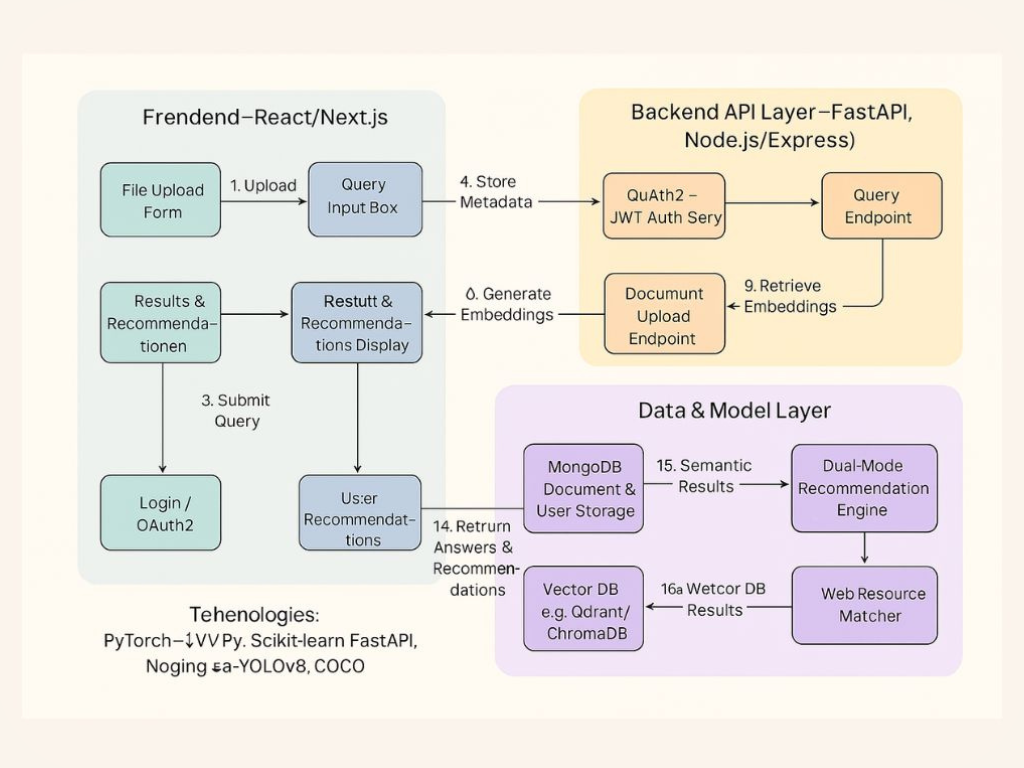 Frendend–React/Next.js
File Upload
Form
1. Upload
Query
Input Box
4. Store
Metadata
Results &
Recommenda–
tionen
Restutt &
Recommenda–
tions Display
6. Generate
Embeddings
3. Submit
Query
Login /
OAuth2
Us:er
Recommendat–
tions
14. Retrurn
Answers &
Recommen-
dations
Backend API Layer–FastAPI,
Node.js/Express)
QuAth2 –
JWT Auth Sery
Query
Endpoint
Documunt
Upload
Endpoint
9. Retrieve
Embeddings
Data & Model Layer
MongoDB
Document &
User Storage
15. Semantic
Results
Dual-Mode
Recommendation
Engine
Vector DB
e.g. Qdrant/
ChromaDB
16a Wetcor DB
Results
Web Resource
Matcher
Tehenologies:
PyTorch–↓VVPy. Scikit-learn FastAPI,
Noging a-YOLOv8, COCO